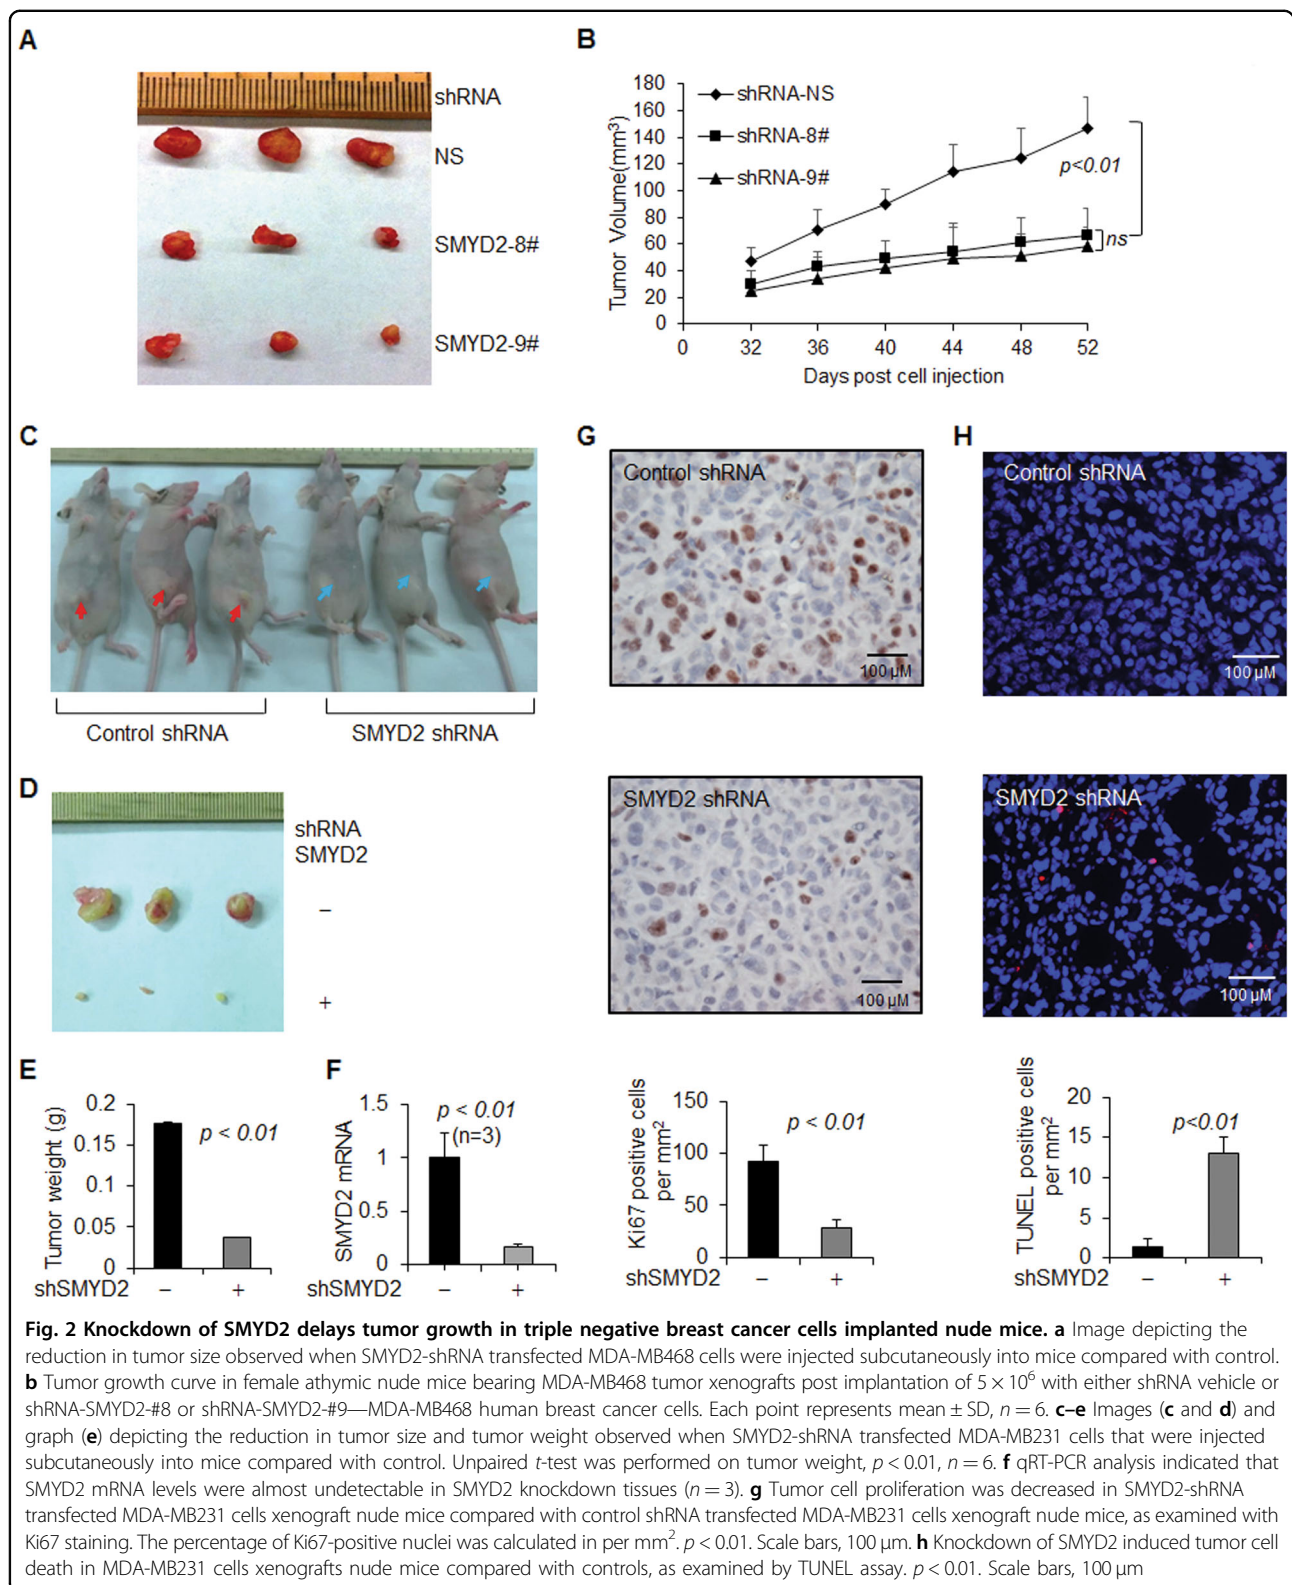 A
shRNA
NS
SMYD2-8#
SMYD2-9#
B
180
160
140
120
100
80
60
40
20
0
Tumor Volume(mm³)
shRNA-NS
shRNA-8#
shRNA-9#
p<0.01
ns
0 32 36 40 44 48 52
Days post cell injection
C
Control shRNA SMYD2 shRNA
D
shRNA
SMYD2
–
+
G
Control shRNA
100 µM
SMYD2 shRNA
100 µM
H
Control shRNA
100 µM
SMYD2 shRNA
100 µM
E
Tumor weight (g)
0.2
0.15
0.1
0.05
0
p < 0.01
shSMYD2 – +
F
SMYD2 mRNA
1.5
1
0.5
0
p < 0.01
(n=3)
shSMYD2 – +
Ki67 positive cells
per mm²
150
100
50
0
p < 0.01
shSMYD2 – +
TUNEL positive cells
per mm²
20
15
10
5
0
p<0.01
shSMYD2 – +
Fig. 2 Knockdown of SMYD2 delays tumor growth in triple negative breast cancer cells implanted nude mice. a Image depicting the
reduction in tumor size observed when SMYD2-shRNA transfected MDA-MB468 cells were injected subcutaneously into mice compared with control.
b Tumor growth curve in female athymic nude mice bearing MDA-MB468 tumor xenografts post implantation of 5 × 10⁶ with either shRNA vehicle or
shRNA-SMYD2-#8 or shRNA-SMYD2-#9—MDA-MB468 human breast cancer cells. Each point represents mean ± SD, n = 6. c–e Images (c and d) and
graph (e) depicting the reduction in tumor size and tumor weight observed when SMYD2-shRNA transfected MDA-MB231 cells that were injected
subcutaneously into mice compared with control. Unpaired t-test was performed on tumor weight, p < 0.01, n = 6. f qRT-PCR analysis indicated that
SMYD2 mRNA levels were almost undetectable in SMYD2 knockdown tissues (n = 3). g Tumor cell proliferation was decreased in SMYD2-shRNA
transfected MDA-MB231 cells xenograft nude mice compared with control shRNA transfected MDA-MB231 cells xenograft nude mice, as examined with
Ki67 staining. The percentage of Ki67-positive nuclei was calculated in per mm². p < 0.01. Scale bars, 100 µm. h Knockdown of SMYD2 induced tumor cell
death in MDA-MB231 cells xenografts nude mice compared with controls, as examined by TUNEL assay. p < 0.01. Scale bars, 100 µm